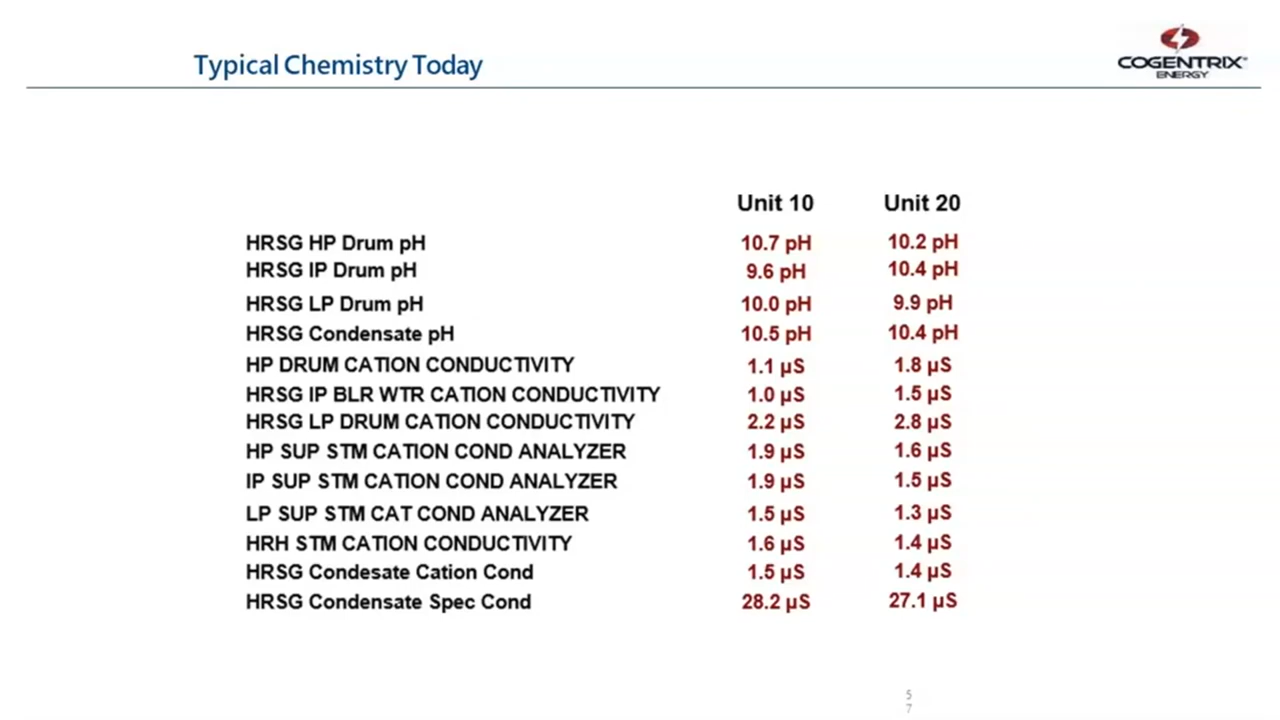 Typical Chemistry Today
COGENTRIX
ENERGY
Unit 10 Unit 20
HRSG HP Drum pH 10.7 pH 10.2 pH
HRSG IP Drum pH 9.6 pH 10.4 pH
HRSG LP Drum pH 10.0 pH 9.9 pH
HRSG Condensate pH 10.5 pH 10.4 pH
HP DRUM CATION CONDUCTIVITY 1.1 µS 1.8 µS
HRSG IP BLR WTR CATION CONDUCTIVITY 1.0 µS 1.5 µS
HRSG LP DRUM CATION CONDUCTIVITY 2.2 µS 2.8 µS
HP SUP STM CATION COND ANALYZER 1.9 µS 1.6 µS
IP SUP STM CATION COND ANALYZER 1.9 µS 1.5 µS
LP SUP STM CAT COND ANALYZER 1.5 µS 1.3 µS
HRH STM CATION CONDUCTIVITY 1.6 µS 1.4 µS
HRSG Condesate Cation Cond 1.5 µS 1.4 µS
HRSG Condensate Spec Cond 28.2 µS 27.1 µS
5
7